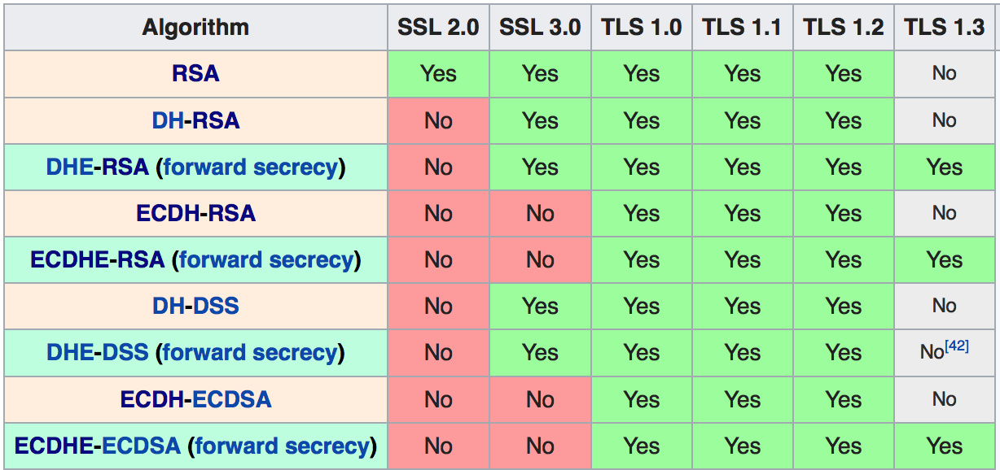 Algorithm SSL 2.0 SSL 3.0 TLS 1.0 TLS 1.1 TLS 1.2 TLS 1.3
RSA Yes Yes Yes Yes Yes No
DH-RSA No Yes Yes Yes Yes No
DHE-RSA (forward secrecy) No Yes Yes Yes Yes Yes
ECDH-RSA No No Yes Yes Yes No
ECDHE-RSA (forward secrecy) No No Yes Yes Yes Yes
DH-DSS No Yes Yes Yes Yes No
DHE-DSS (forward secrecy) No Yes Yes Yes Yes No[42]
ECDH-ECDSA No No Yes Yes Yes No
ECDHE-ECDSA (forward secrecy) No No Yes Yes Yes Yes